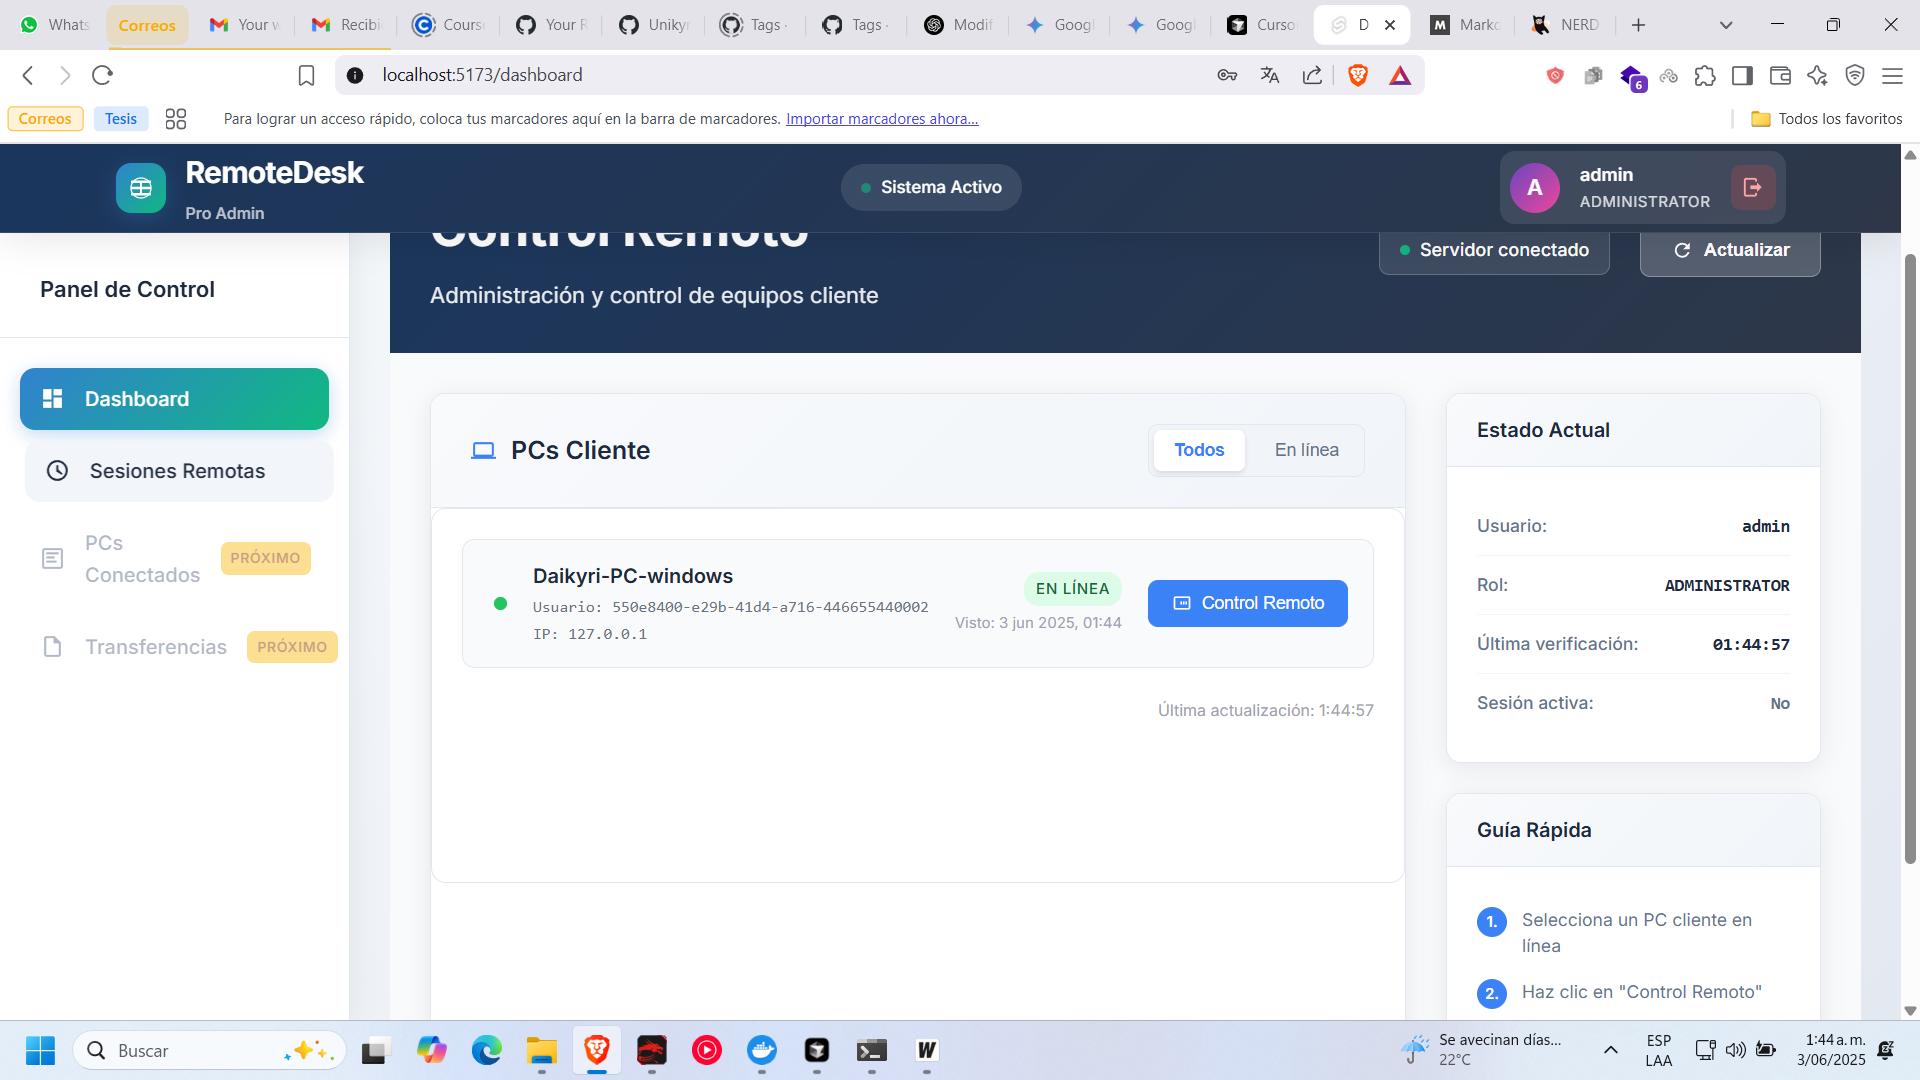 Whats
Correos
Your w
Recibi
Cours
Your R
Uniky
Tags ·
Tags ·
Modif
Googl
Googl
Curso
D
Marko
NERD
localhost:5173/dashboard
6
Correos
Tesis
Para lograr un acceso rápido, coloca tus marcadores aquí en la barra de marcadores. Importar marcadores ahora...
Todos los favoritos
RemoteDesk
Pro Admin
Sistema Activo
A
admin
ADMINISTRATOR
Panel de Control
Dashboard
Sesiones Remotas
PCs
Conectados
PRÓXIMO
Transferencias
PRÓXIMO
Control Remoto
Administración y control de equipos cliente
Servidor conectado
Actualizar
PCs Cliente
Todos
En línea
Daikyri-PC-windows
Usuario: 550e8400-e29b-41d4-a716-446655440002
IP: 127.0.0.1
EN LÍNEA
Visto: 3 jun 2025, 01:44
Control Remoto
Última actualización: 1:44:57
Estado Actual
Usuario: admin
Rol: ADMINISTRATOR
Última verificación: 01:44:57
Sesión activa: No
Guía Rápida
1. Selecciona un PC cliente en
línea
2. Haz clic en "Control Remoto"
Buscar
Se avecinan días...
22°C
ESP
LAA
1:44 a. m.
3/06/2025